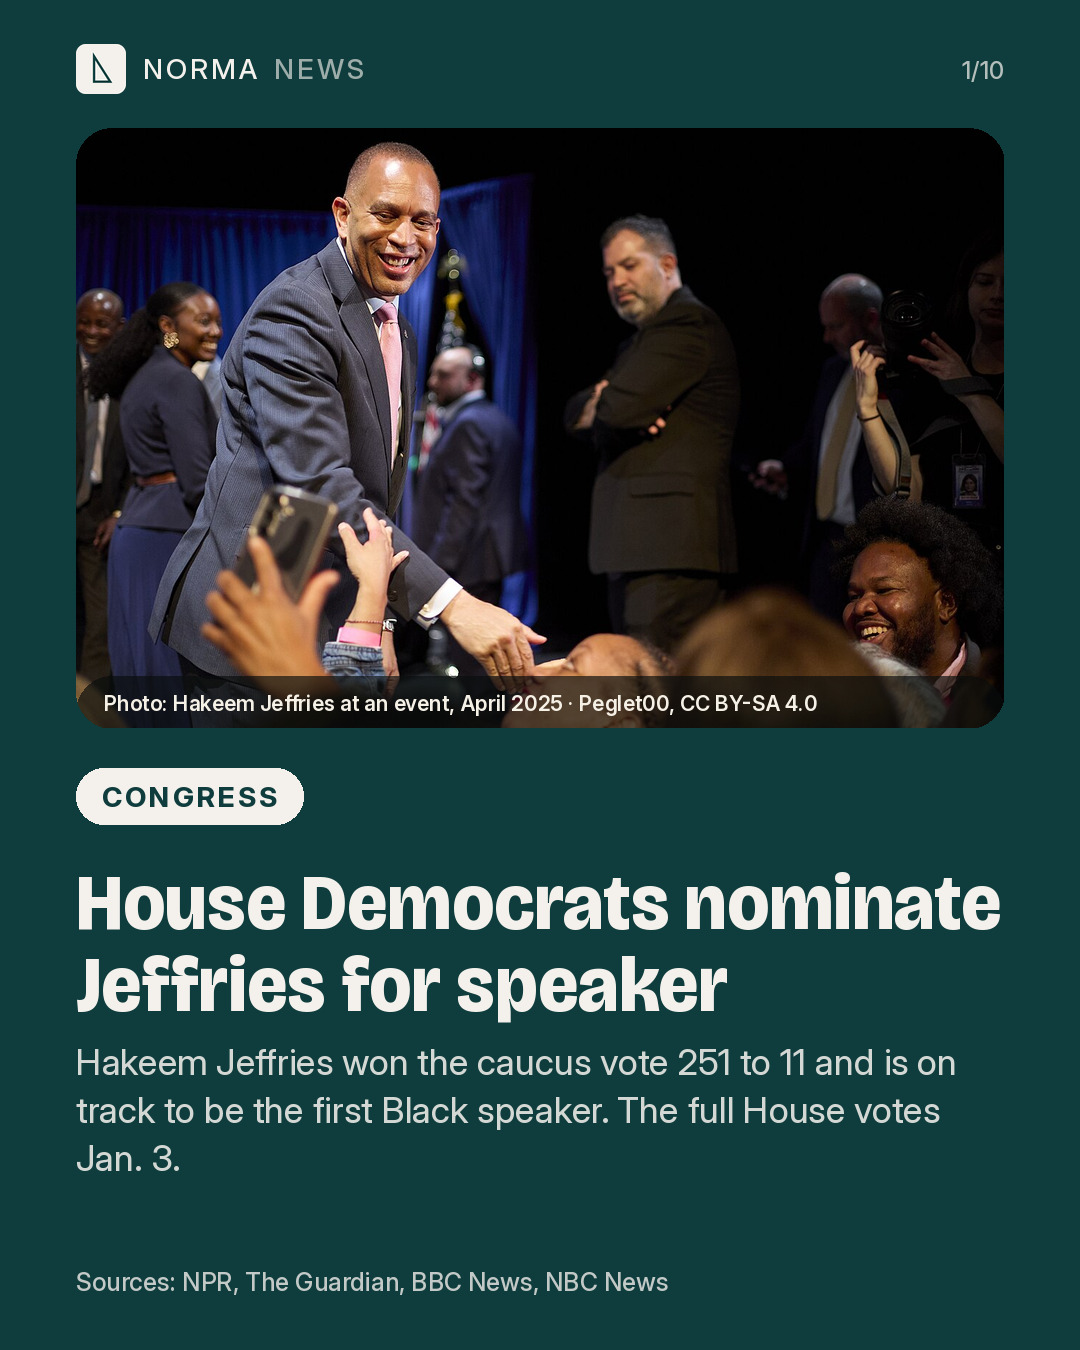 NORMA NEWS
1/10
Photo: Hakeem Jeffries at an event, April 2025 · Peglet00, CC BY-SA 4.0
CONGRESS
House Democrats nominate
Jeffries for speaker
Hakeem Jeffries won the caucus vote 251 to 11 and is on
track to be the first Black speaker. The full House votes
Jan. 3.
Sources: NPR, The Guardian, BBC News, NBC News